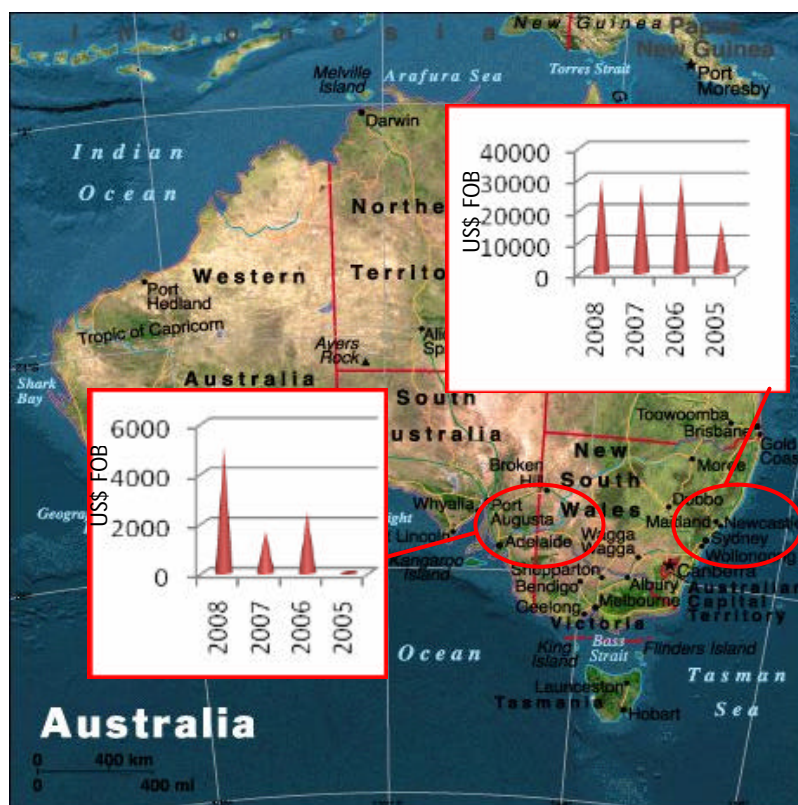 Indonesia
New Guinea
Papua
New Guinea
Port
Moresby
Torres Strait
Arafura Sea
Melville
Island
Darwin
Indian
Ocean
G
Northe
Territo
Western
Australia
Port
Hedland
Tropic of Capricorn
Ayers
Rock
Alic
Sp
Shark
Bay
US$ FOB
40000
30000
20000
10000
0
2008
2007
2006
2005
South
ustralia
US$ FOB
6000
4000
2000
0
2008
2007
2006
2005
Toowoomba
Brisbane
Gold
Coas
New
South
Wales
Moree
Broken
Hill
Dubbo
Whyalla
Port
Augusta
Maitland
Newcastle
Sydney
Wollongong
Geogra
ight
t Lincoln
Adelaide
Kangaroo
Island
Wagga
Wagga
Canberra
Shepparton
Bendigo
Albury
Australian
Capital
Territory
Geelong
Melbourne
Victoria
King
Island
Bass
Strait
Flinders Island
Ocean
Tasman
Sea
Launceston
Tasmania
Hobart
Australia
0 400 km
0 400 mi